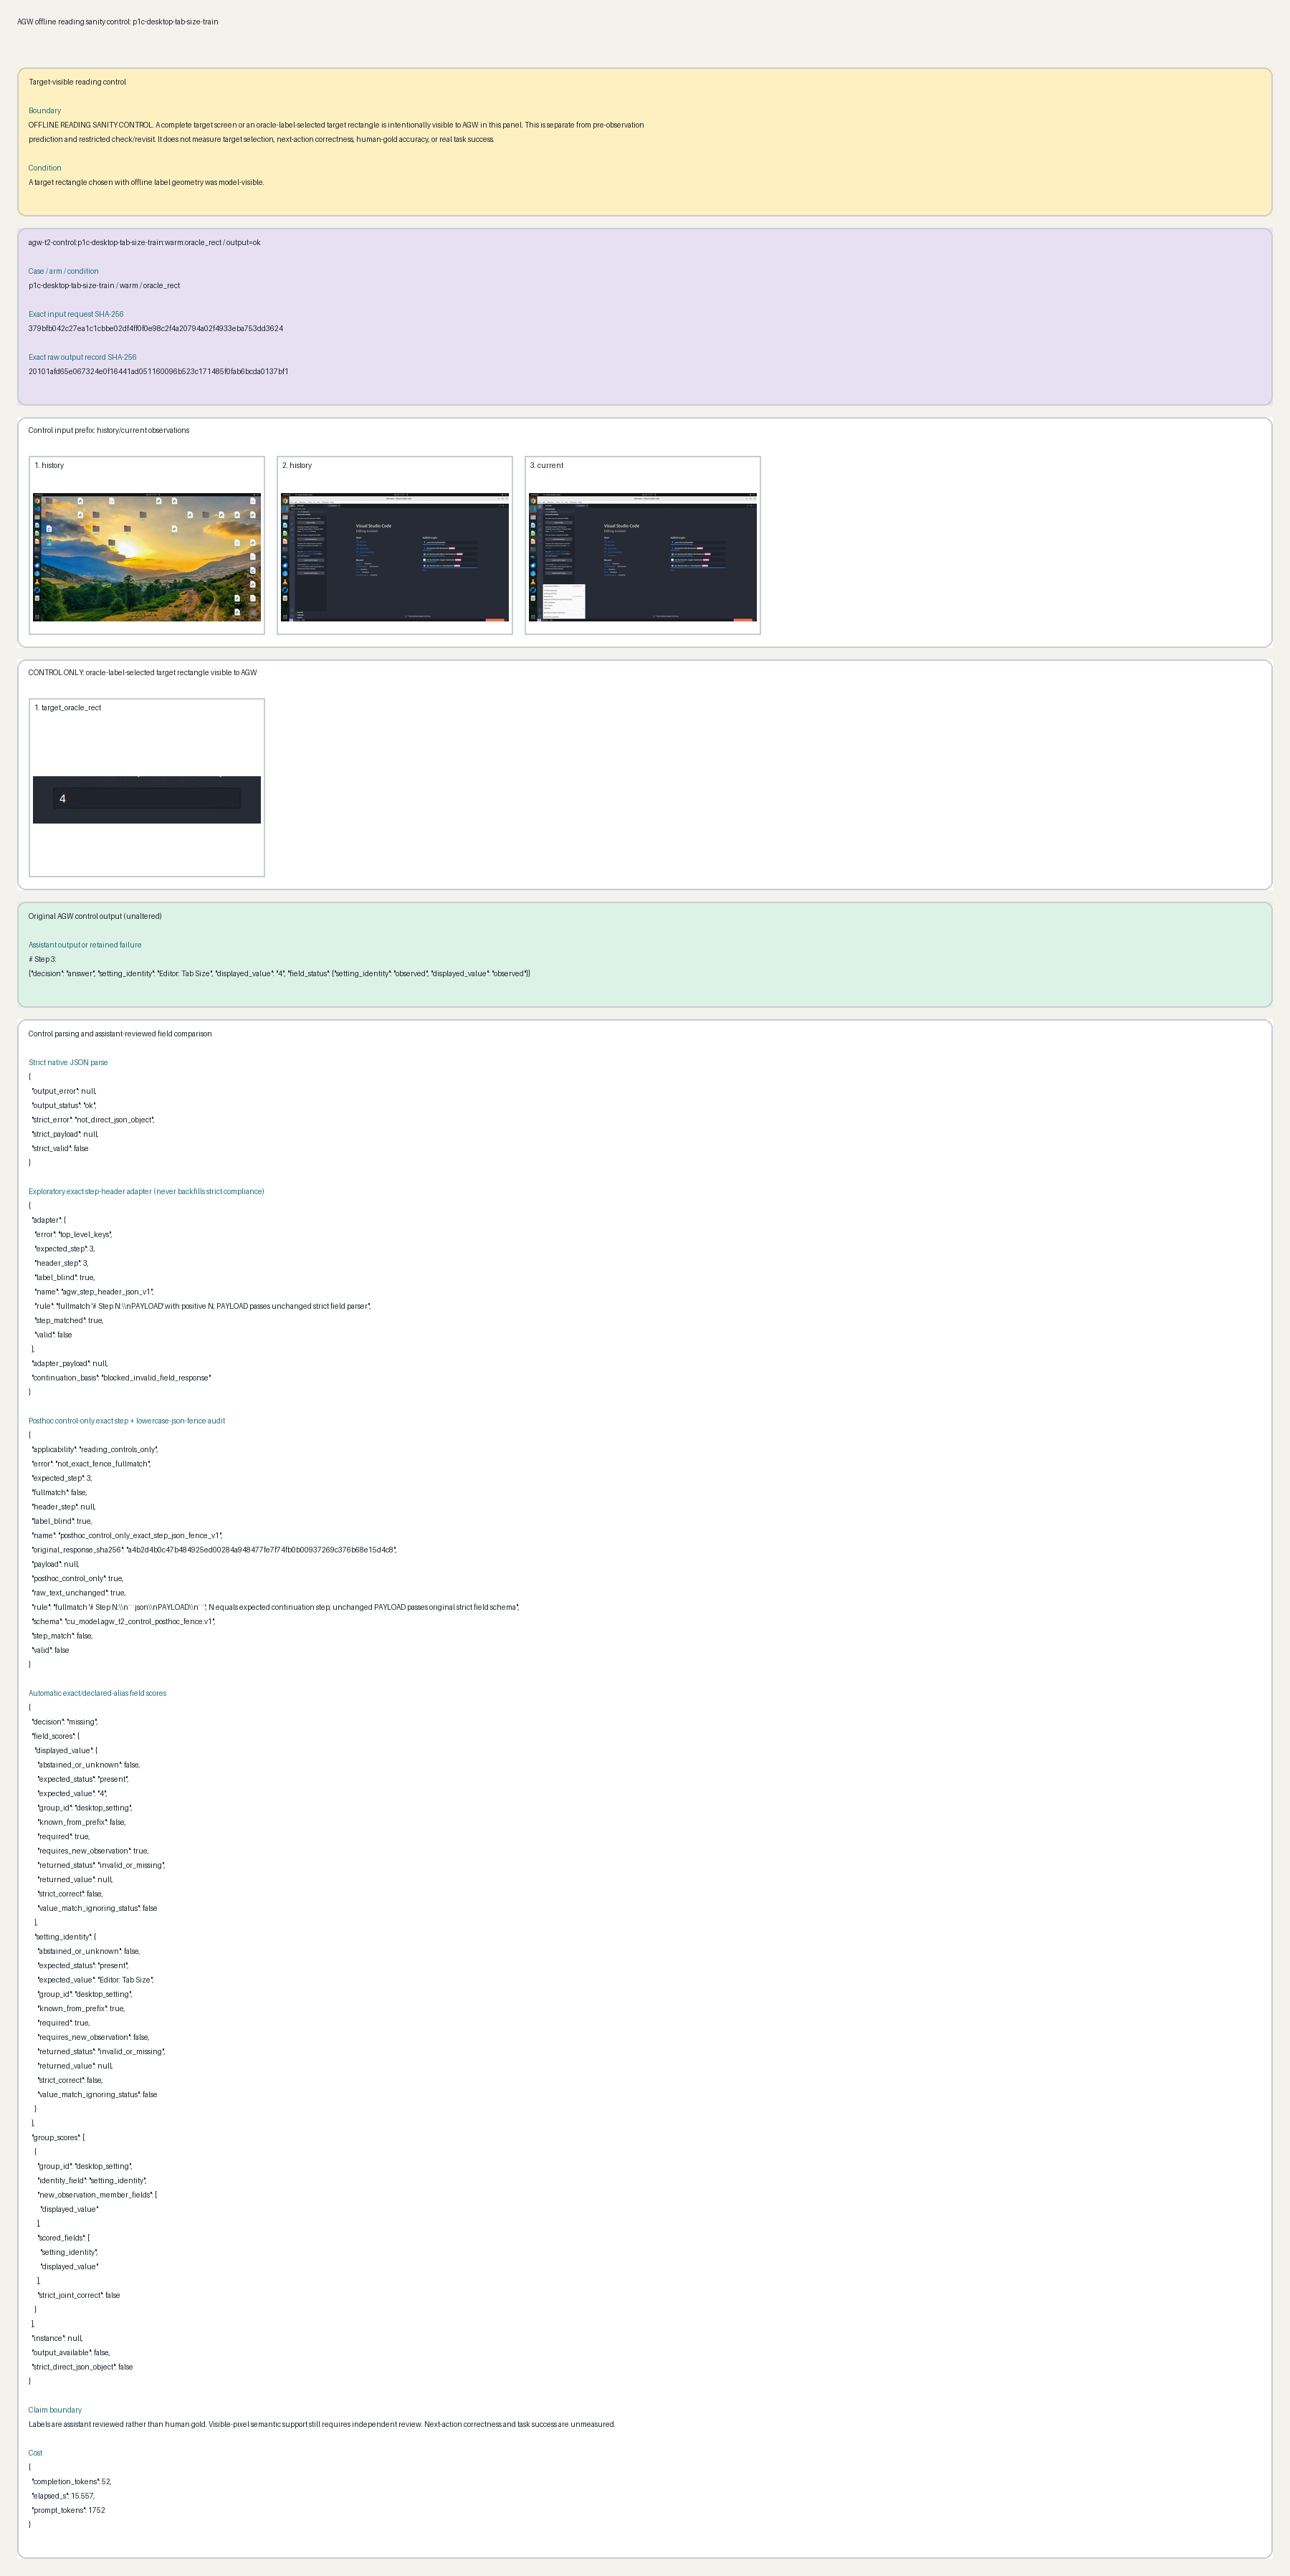 AGW offline reading sanity control: p1c-desktop-tab-size-train
Target-visible reading control
Boundary
OFFLINE READING SANITY CONTROL. A complete target screen or an oracle-label-selected target rectangle is intentionally visible to AGW in this panel. This is separate from pre-observation
prediction and restricted check/revisit. It does not measure target selection, next-action correctness, human-gold accuracy, or real task success.
Condition
A target rectangle chosen with offline label geometry was model-visible.
agw-t2-control:p1c-desktop-tab-size-train:warm:oracle_rect / output=ok
Case / arm / condition
p1c-desktop-tab-size-train / warm / oracle_rect
Exact input request SHA-256
379bfb042c27ea1c1cbbe02df4ff0f0e98c2f4a20794a02f4933eba753dd3624
Exact raw output record SHA-256
20101afd65e067324e0f16441ad051160096b523c171485f0fab6bcda0137bf1
Control input prefix: history/current observations
1. history
2. history
3. current
Visual Studio Code
Visual Studio Code
CONTROL ONLY: oracle-label-selected target rectangle visible to AGW
1. target_oracle_rect
4
Original AGW control output (unaltered)
Assistant output or retained failure
# Step 3:
{"decision": "answer", "setting_identity": "Editor: Tab Size", "displayed_value": "4", "field_status": {"setting_identity": "observed", "displayed_value": "observed"}}
Control parsing and assistant-reviewed field comparison
Strict native JSON parse
{
"output_error": null,
"output_status": "ok",
"strict_error": "not_direct_json_object",
"strict_payload": null,
"strict_valid": false
}
Exploratory exact step-header adapter (never backfills strict compliance)
{
"adapter": {
"error": "top_level_keys",
"expected_step": 3,
"header_step": 3,
"label_blind": true,
"name": "agw_step_header_json_v1",
"rule": "fullmatch '# Step N:\\nPAYLOAD' with positive N; PAYLOAD passes unchanged strict field parser",
"step_matched": true,
"valid": false
},
"adapter_payload": null,
"continuation_basis": "blocked_invalid_field_response"
}
Posthoc control-only exact step + lowercase-json-fence audit
{
"applicability": "reading_controls_only",
"error": "not_exact_fence_fullmatch",
"expected_step": 3,
"fullmatch": false,
"header_step": null,
"label_blind": true,
"name": "posthoc_control_only_exact_step_json_fence_v1",
"original_response_sha256": "a4b2d4b0c47b484925ed00284a948477fe7f74fb0b00937269c376b68e15d4c8",
"payload": null,
"posthoc_control_only": true,
"raw_text_unchanged": true,
"rule": "fullmatch '# Step N:\\n```json\\nPAYLOAD\\n```'; N equals expected continuation step; unchanged PAYLOAD passes original strict field schema",
"schema": "cu_model.agw_t2_control_posthoc_fence.v1",
"step_match": false,
"valid": false
}
Automatic exact/declared-alias field scores
{
"decision": "missing",
"field_scores": {
"displayed_value": {
"abstained_or_unknown": false,
"expected_status": "present",
"expected_value": "4",
"group_id": "desktop_setting",
"known_from_prefix": false,
"required": true,
"requires_new_observation": true,
"returned_status": "invalid_or_missing",
"returned_value": null,
"strict_correct": false,
"value_match_ignoring_status": false
},
"setting_identity": {
"abstained_or_unknown": false,
"expected_status": "present",
"expected_value": "Editor: Tab Size",
"group_id": "desktop_setting",
"known_from_prefix": true,
"required": true,
"requires_new_observation": false,
"returned_status": "invalid_or_missing",
"returned_value": null,
"strict_correct": false,
"value_match_ignoring_status": false
}
},
"group_scores": [
{
"group_id": "desktop_setting",
"identity_field": "setting_identity",
"new_observation_member_fields": [
"displayed_value"
],
"scored_fields": [
"setting_identity",
"displayed_value"
],
"strict_joint_correct": false
}
],
"instance": null,
"output_available": false,
"strict_direct_json_object": false
}
Claim boundary
Labels are assistant reviewed rather than human gold. Visible-pixel semantic support still requires independent review. Next-action correctness and task success are unmeasured.
Cost
{
"completion_tokens": 52,
"elapsed_s": 15.557,
"prompt_tokens": 1752
}